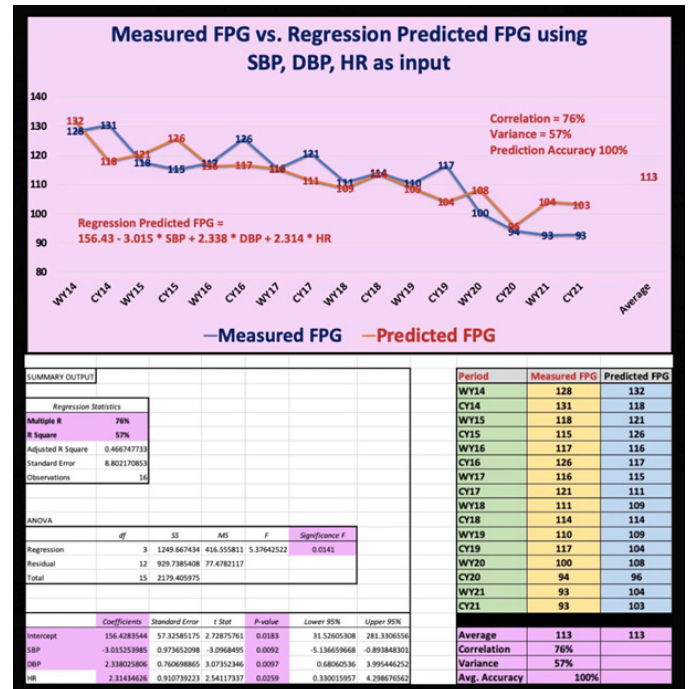 Measured FPG vs. Regression Predicted FPG using
SBP, DBP, HR as input
140
130
120
110
100
90
80
132
128
131
118
121
118
126
115
117
116
126
117
116
115
121
111
111
109
114
114
110
109
117
104
108
100
96
94
104
93
103
93
113
Correlation = 76%
Variance = 57%
Prediction Accuracy 100%
Regression Predicted FPG =
156.43 - 3.015 * SBP + 2.338 * DBP + 2.314 * HR
WY14 CY14 WY15 CY15 WY16 CY16 WY17 CY17 WY18 CY18 WY19 CY19 WY20 CY20 WY21 CY21 Average
Measured FPG Predicted FPG
SUMMARY OUTPUT
Regression Statistics
Multiple R 76%
R Square 57%
Adjusted R Square 0.466747733
Standard Error 8.802170853
Observations 16
ANOVA
df SS MS F Significance F
Regression 3 1249.667434 416.555811 5.37642522 0.0141
Residual 12 929.7385408 77.4782117
Total 15 2179.405975
Coefficients Standard Error t Stat P-value Lower 95% Upper 95%
Intercept 156.4283544 57.32585175 2.72875761 0.0183 31.52605308 281.3306556
SBP -3.015253985 0.973652098 -3.0968495 0.0092 -5.136659668 -0.893848301
DBP 2.338025806 0.760698865 3.07352346 0.0097 0.68060536 3.995446252
HR 2.31434626 0.910739223 2.54117337 0.0259 0.330015957 4.298676562
Period Measured FPG Predicted FPG
WY14 128 132
CY14 131 118
WY15 118 121
CY15 115 126
WY16 117 116
CY16 126 117
WY17 116 115
CY17 121 111
WY18 111 109
CY18 114 114
WY19 110 109
CY19 117 104
WY20 100 108
CY20 94 96
WY21 93 104
CY21 93 103
Average 113 113
Correlation 76%
Variance 57%
Avg. Accuracy 100%